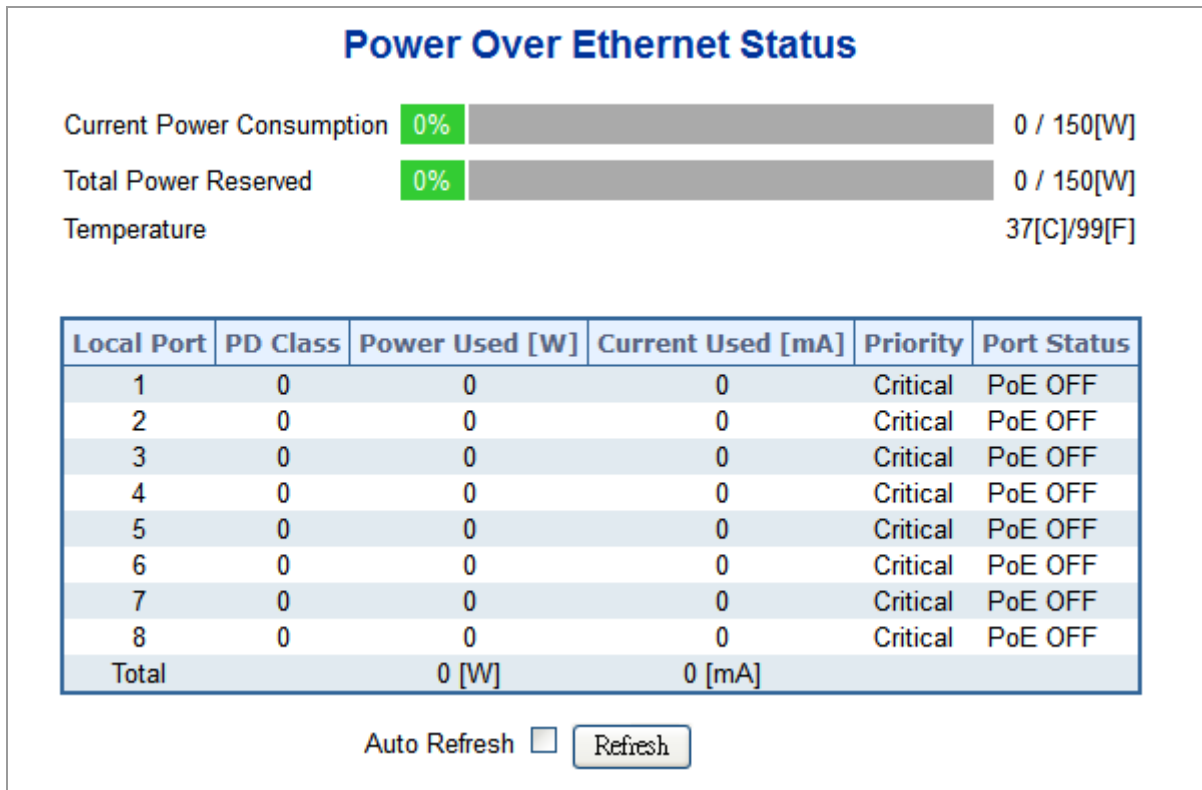 Power Over Ethernet Status
Current Power Consumption 0% 0 / 150[W]
Total Power Reserved 0% 0 / 150[W]
Temperature 37[C]/99[F]
Local Port PD Class Power Used [W] Current Used [mA] Priority Port Status
1 0 0 0 Critical PoE OFF
2 0 0 0 Critical PoE OFF
3 0 0 0 Critical PoE OFF
4 0 0 0 Critical PoE OFF
5 0 0 0 Critical PoE OFF
6 0 0 0 Critical PoE OFF
7 0 0 0 Critical PoE OFF
8 0 0 0 Critical PoE OFF
Total 0 [W] 0 [mA]
Auto Refresh Refresh